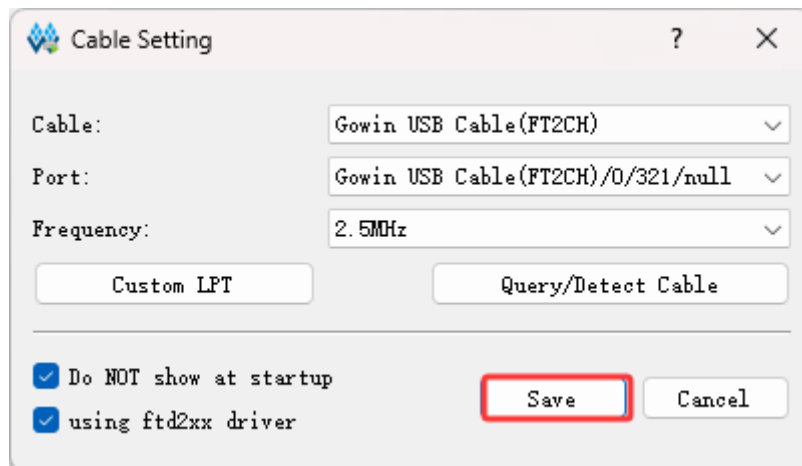 Cable Setting
?
Cable:
Gowin USB Cable(FT2CH)
Port:
Gowin USB Cable(FT2CH)/0/321/null
Frequency:
2.5MHz
Custom LPT
Query/Detect Cable
Do NOT show at startup
using ftd2xx driver
Save
Cancel